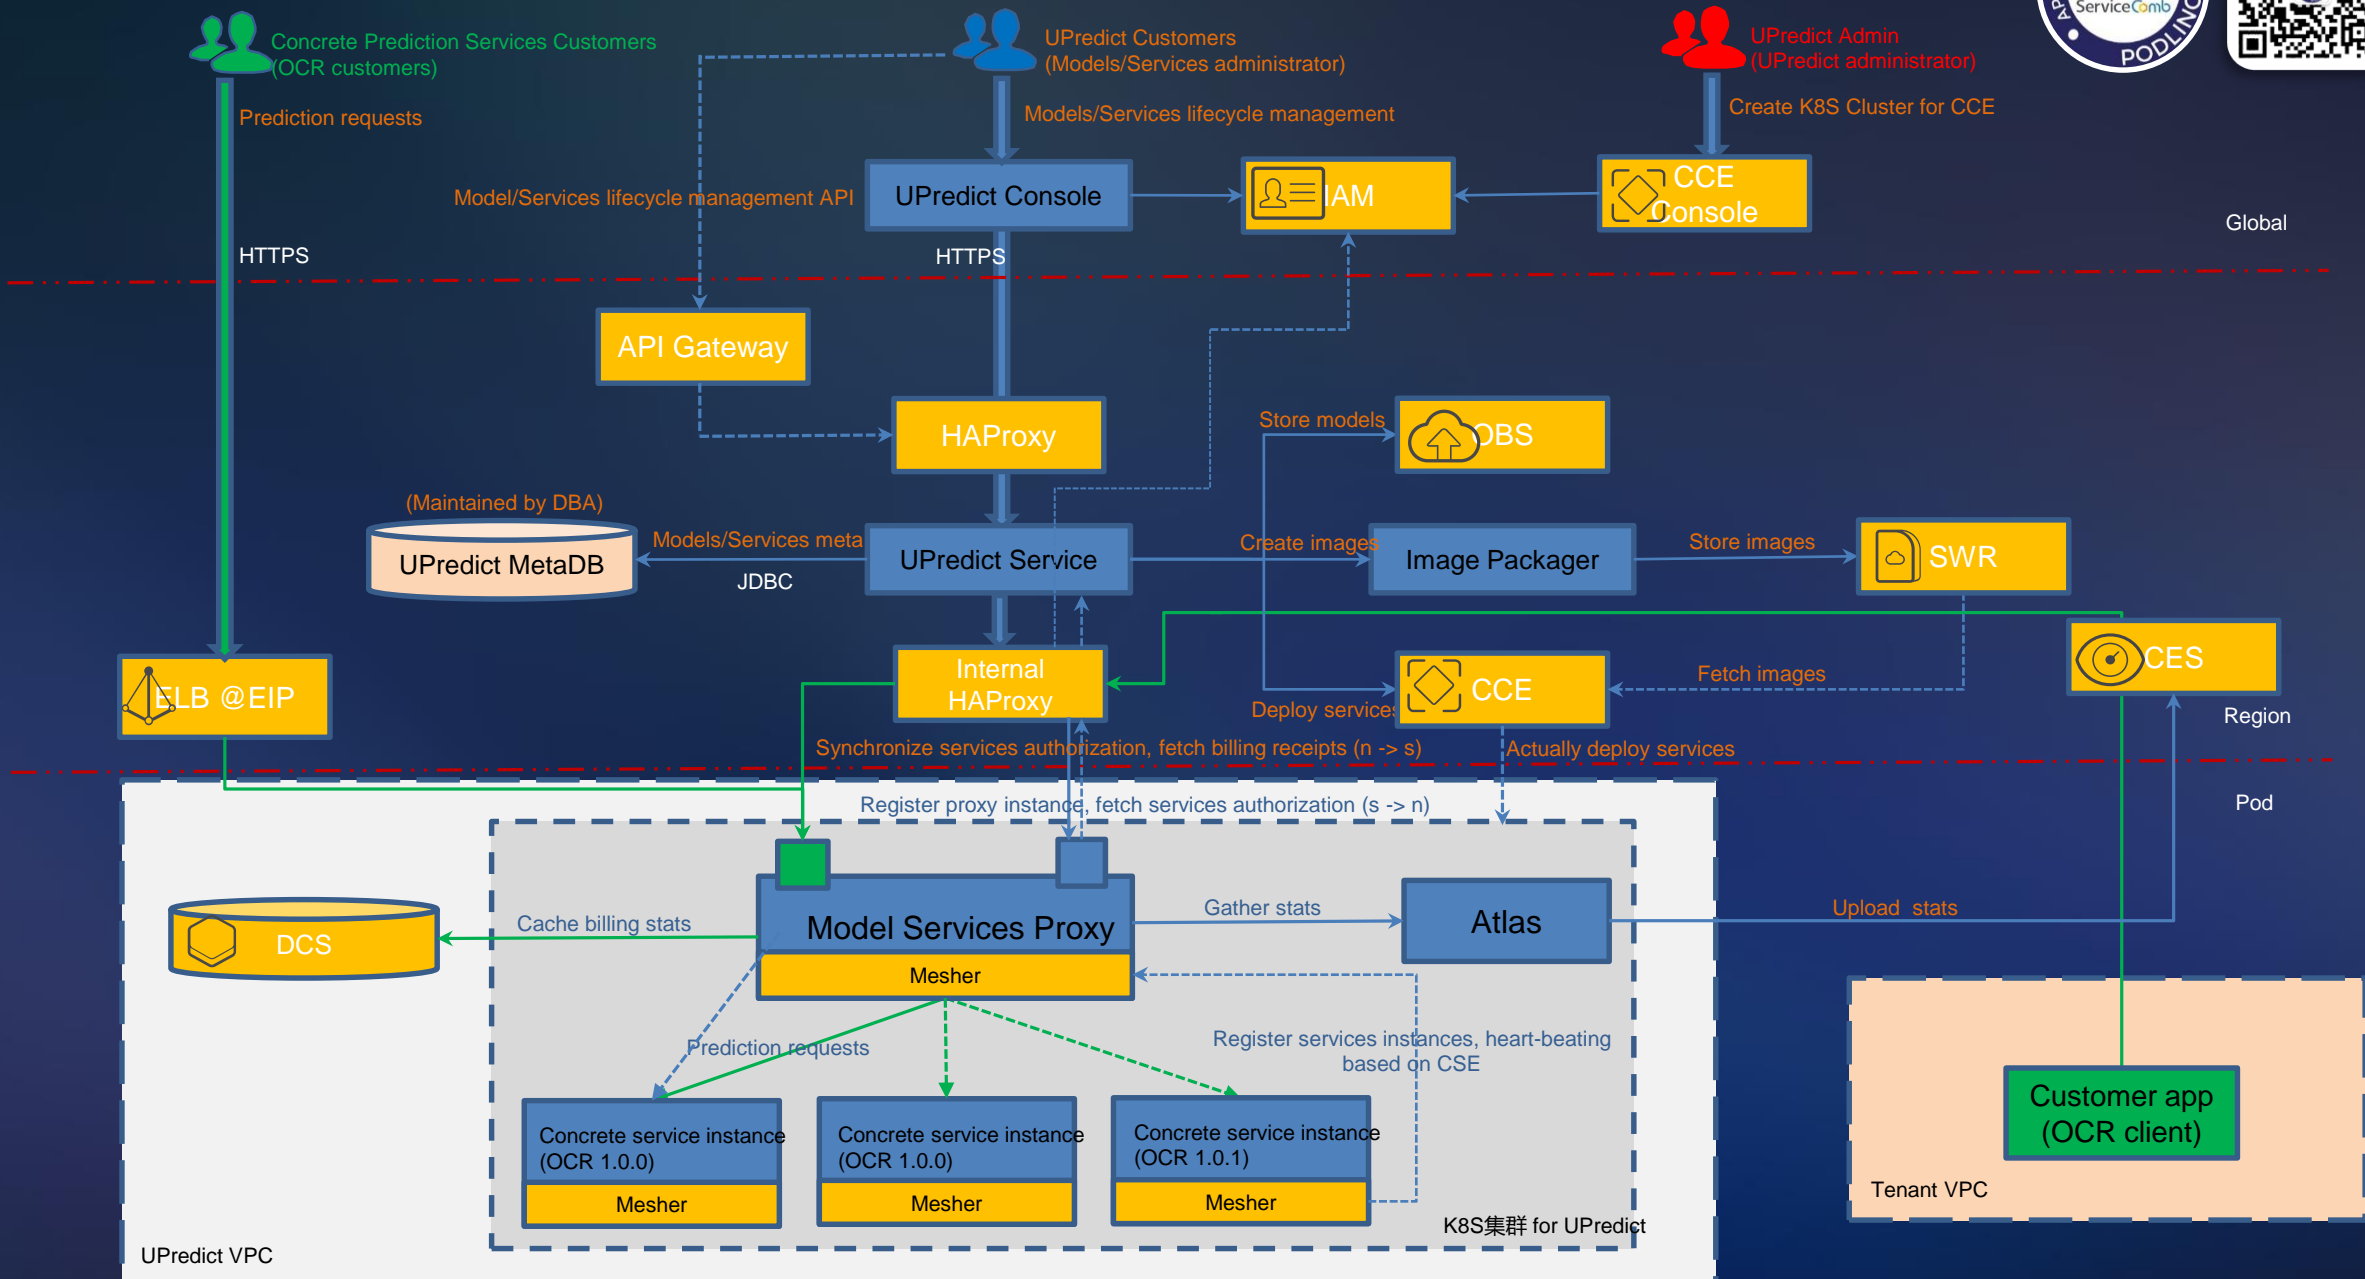 Concrete Prediction Services Customers
(OCR customers)
UPredict Customers
(Models/Services administrator)
UPredict Admin
(UPredict administrator)
ServiceComb
PODLING
Prediction requests
Models/Services lifecycle management
Create K8S Cluster for CCE
Model/Services lifecycle management API
UPredict Console
IAM
CCE
Console
Global
HTTPS
HTTPS
API Gateway
HAProxy
Store models
OBS
(Maintained by DBA)
UPredict MetaDB
Models/Services meta
JDBC
UPredict Service
Create images
Image Packager
Store images
SWR
ELB @EIP
Internal
HAProxy
Deploy services
CCE
Fetch images
CES
Region
Synchronize services authorization, fetch billing receipts (n -> s)
Actually deploy services
Register proxy instance, fetch services authorization (s -> n)
Pod
DCS
Cache billing stats
Model Services Proxy
Mesher
Gather stats
Atlas
Upload  stats
Prediction requests
Register services instances, heart-beating
based on CSE
Concrete service instance
(OCR 1.0.0)
Mesher
Concrete service instance
(OCR 1.0.0)
Mesher
Concrete service instance
(OCR 1.0.1)
Mesher
Customer app
(OCR client)
Tenant VPC
K8S集群 for UPredict
UPredict VPC